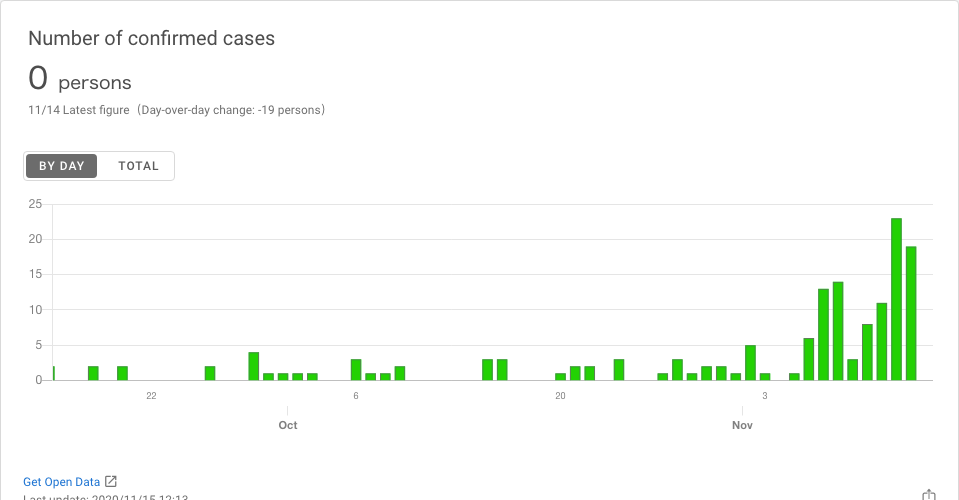 Number of confirmed cases
0 persons
11/14 Latest figure（Day-over-day change: -19 persons）
BY DAY TOTAL
25
20
15
10
5
0
22 6 20 3
Oct Nov
Get Open Data
Last update: 2020/11/15 12:13